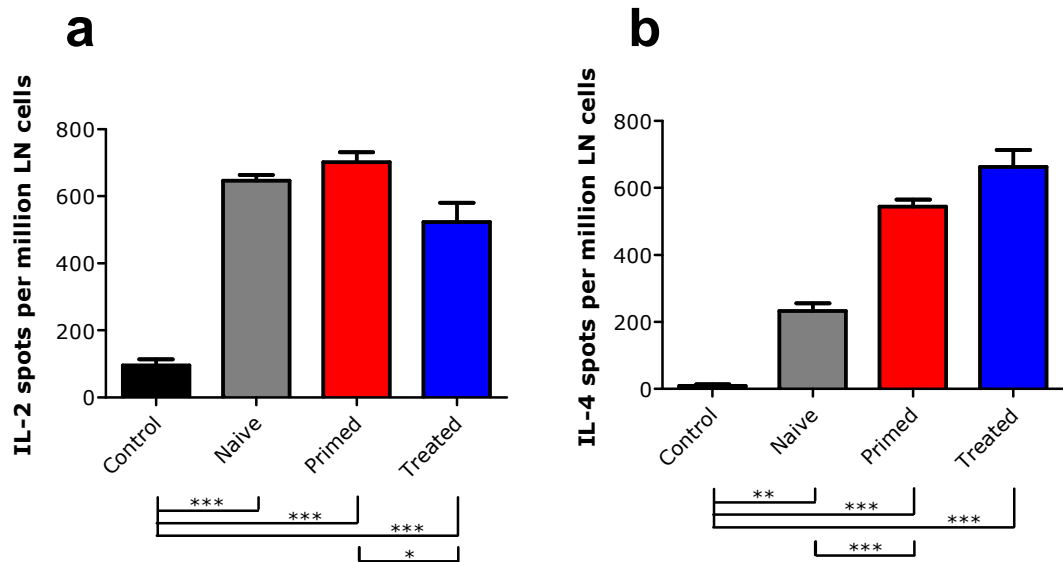 a
IL-2 spots per million LN cells
800
600
400
200
0
Control
Naive
Primed
Treated
***
***
***
*
b
IL-4 spots per million LN cells
800
600
400
200
0
Control
Naive
Primed
Treated
**
***
***
***